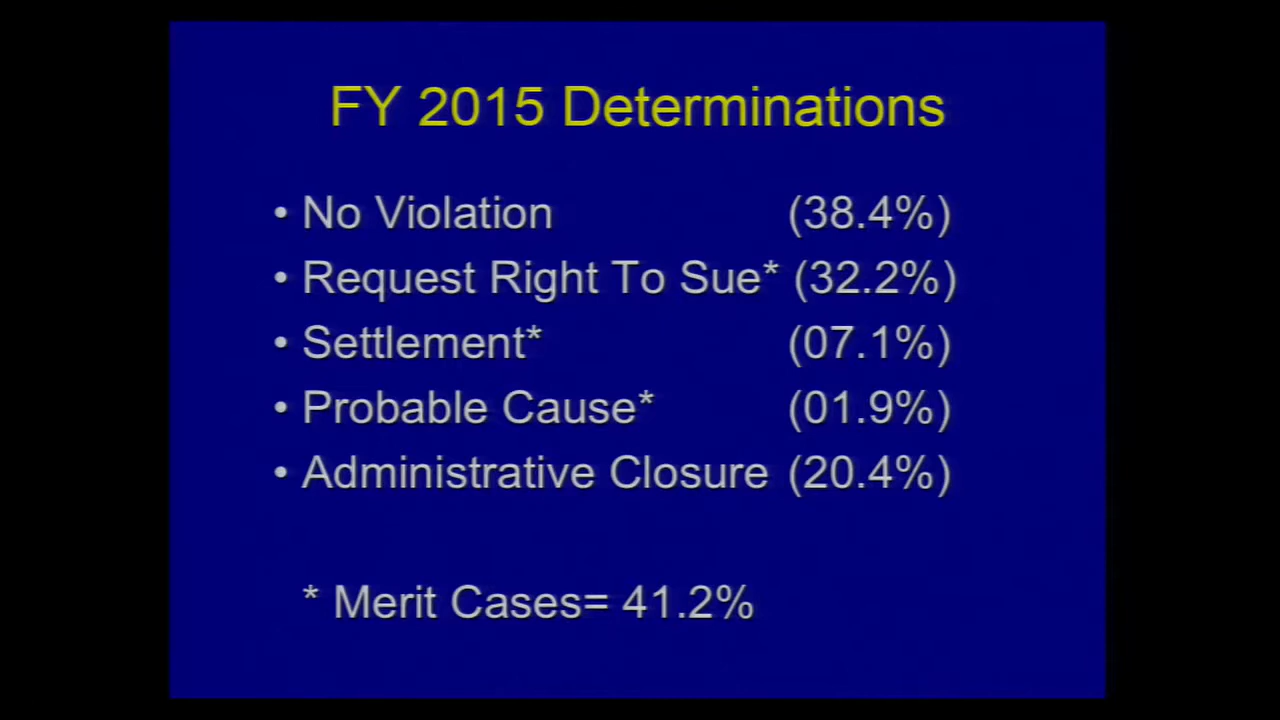 FY 2015 Determinations
• No Violation (38.4%)
• Request Right To Sue* (32.2%)
• Settlement* (07.1%)
• Probable Cause* (01.9%)
• Administrative Closure (20.4%)
* Merit Cases= 41.2%